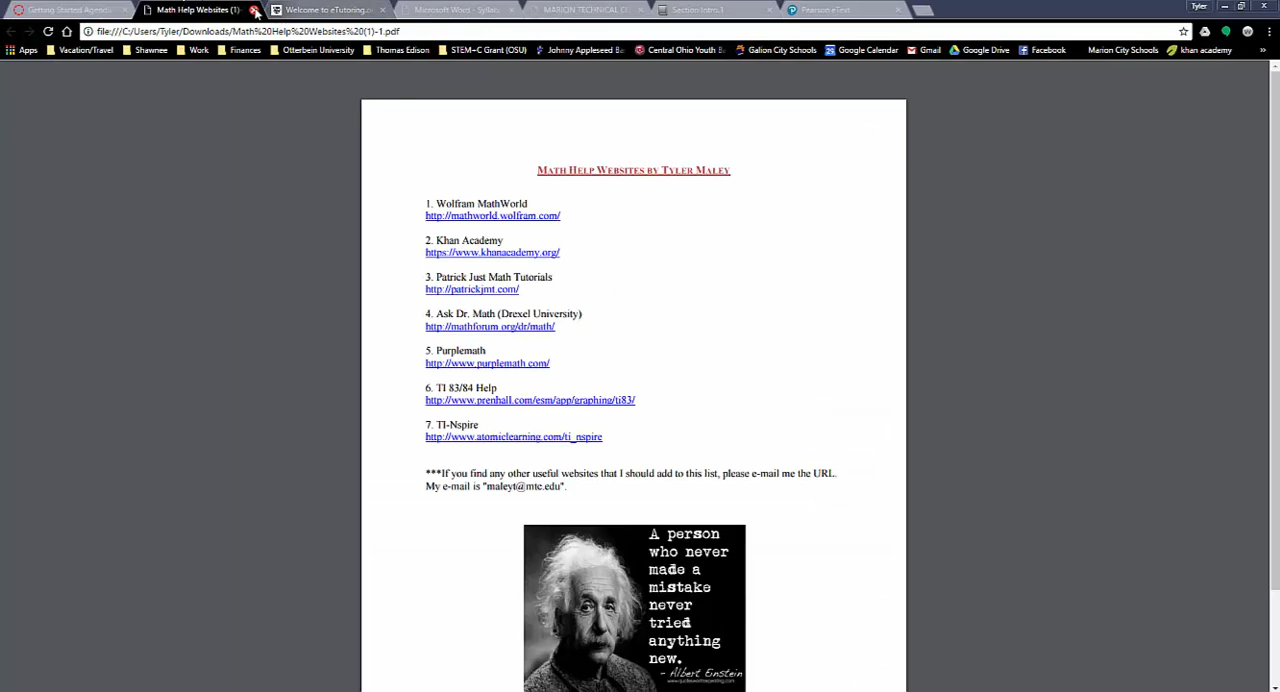 Getting Started Agenda
Math Help Websites (1)
Welcome to eTutoring.o
Microsoft Word - Syllabu
MARION TECHNICAL C
Section Intro.3
Pearson eText
Tyler
file:///C:/Users/Tyler/Downloads/Math%20Help%20Websites%20(1)-1.pdf
Apps Vacation/Travel Shawnee Work Finances Otterbein University Thomas Edison STEM-C Grant (OSU) Johnny Appleseed Ba Central Ohio Youth B Galion City Schools Google Calendar Gmail Google Drive Facebook Marion City Schools khan academy »
MATH HELP WEBSITES BY TYLER MALEY
1. Wolfram MathWorld
http://mathworld.wolfram.com/
2. Khan Academy
https://www.khanacademy.org/
3. Patrick Just Math Tutorials
http://patrickjmt.com/
4. Ask Dr. Math (Drexel University)
http://mathforum.org/dr/math/
5. Purplemath
http://www.purplemath.com/
6. TI 83/84 Help
http://www.prenhall.com/esm/app/graphing/ti83/
7. TI-Nspire
http://www.atomiclearning.com/ti_nspire
***If you find any other useful websites that I should add to this list, please e-mail me the URL.
My e-mail is "maleyt@mtc.edu".
A person
who never
made a
mistake
never
tried
anything
new.
- Albert Einstein